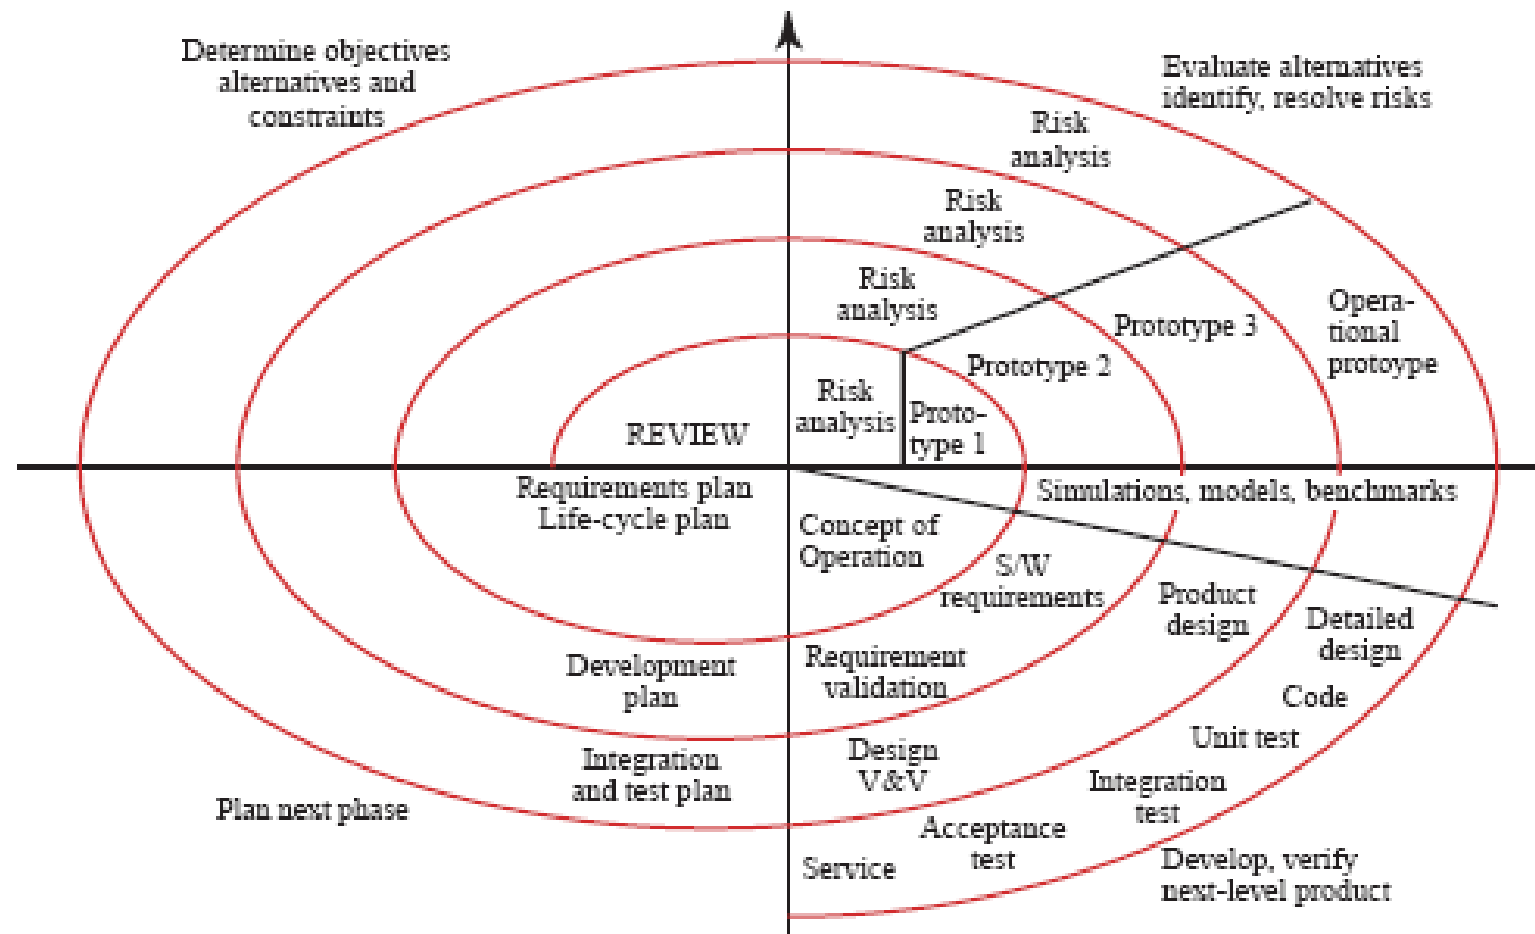 Determine objectives
alternatives and
constraints
Evaluate alternatives
identify, resolve risks
Risk
analysis
Risk
analysis
Risk
analysis
Risk
analysis
Opera-
tional
protoype
Prototype 3
Prototype 2
Proto-
type 1
REVIEW
Requirements plan
Life-cycle plan
Simulations, models, benchmarks
Concept of
Operation
S/W
requirements
Product
design
Detailed
design
Development
plan
Requirement
validation
Code
Unit test
Integration
and test plan
Design
V&V
Integration
test
Plan next phase
Acceptance
test
Service
Develop, verify
next-level product